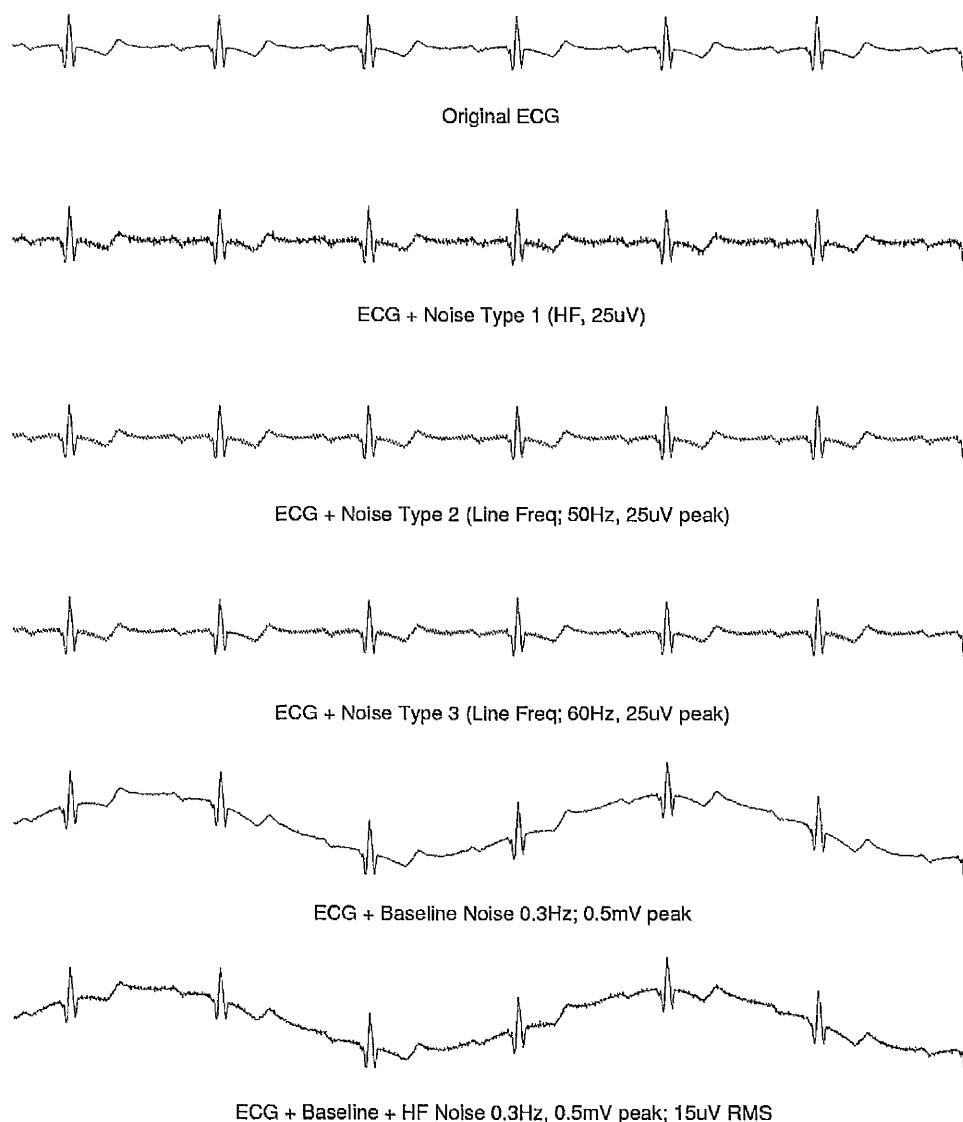 Original ECG
ECG + Noise Type 1 (HF, 25uV)
ECG + Noise Type 2 (Line Freq; 50Hz, 25uV peak)
ECG + Noise Type 3 (Line Freq; 60Hz, 25uV peak)
ECG + Baseline Noise 0.3Hz; 0.5mV peak
ECG + Baseline + HF Noise 0.3Hz, 0.5mV peak; 15uV RMS